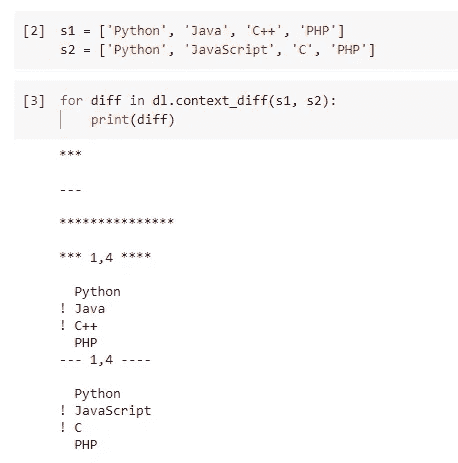 [2] s1 = ['Python', 'Java', 'C++', 'PHP']
s2 = ['Python', 'JavaScript', 'C', 'PHP']
[3] for diff in dl.context_diff(s1, s2):
print(diff)
***
---
***************
*** 1,4 ****
Python
! Java
! C++
PHP
--- 1,4 ----
Python
! JavaScript
! C
PHP